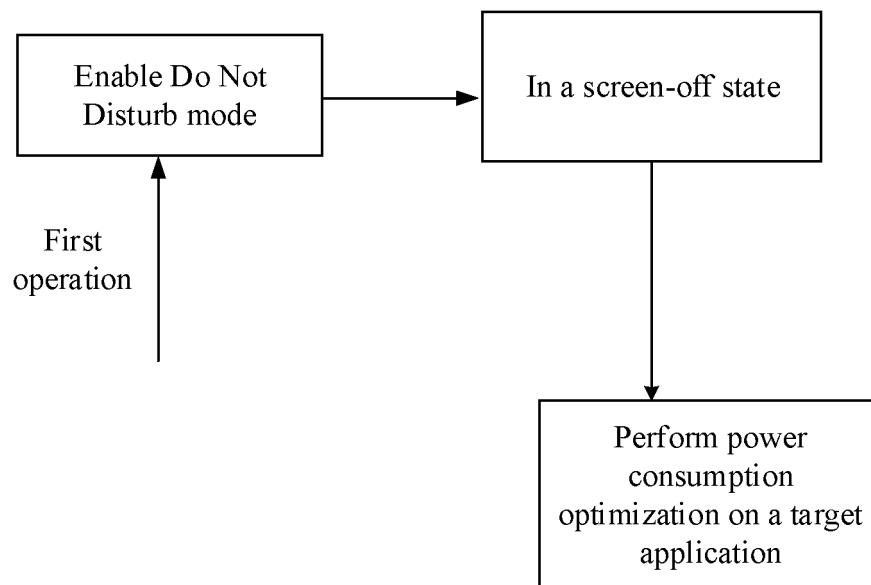 Enable Do Not
Disturb mode
In a screen-off state
First
operation
Perform power
consumption
optimization on a target
application